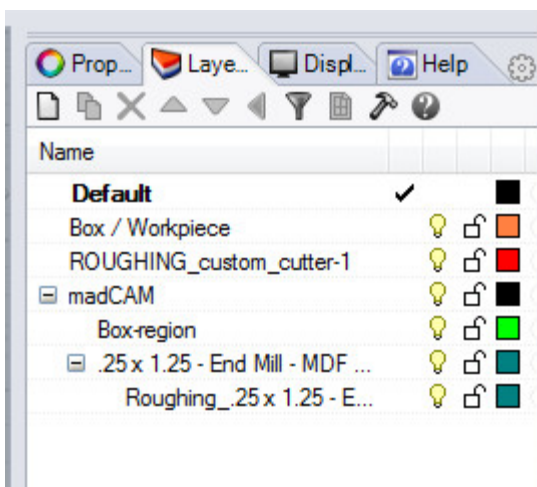 Prop... Laye... Displ... Help
Name
Default
Box / Workpiece
ROUGHING_custom_cutter-1
madCAM
Box-region
.25 x 1.25 - End Mill - MDF ...
Roughing_.25 x 1.25 - E...